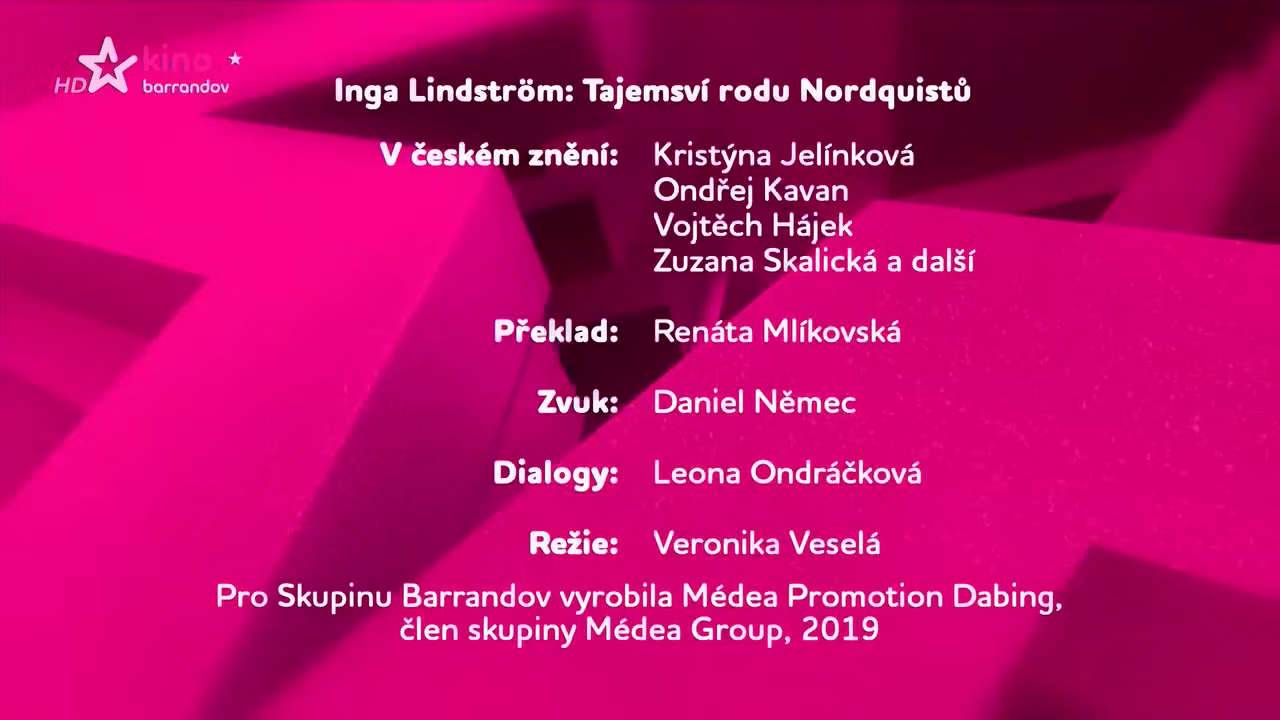 HD kino barrandov
Inga Lindström: Tajemsví rodu Nordquistů
V českém znění: Kristýna Jelínková
Ondřej Kavan
Vojtěch Hájek
Zuzana Skalická a další
Překlad: Renáta Mlíkovská
Zvuk: Daniel Němec
Dialogy: Leona Ondráčková
Režie: Veronika Veselá
Pro Skupinu Barrandov vyrobila Médea Promotion Dabing,
člen skupiny Médea Group, 2019